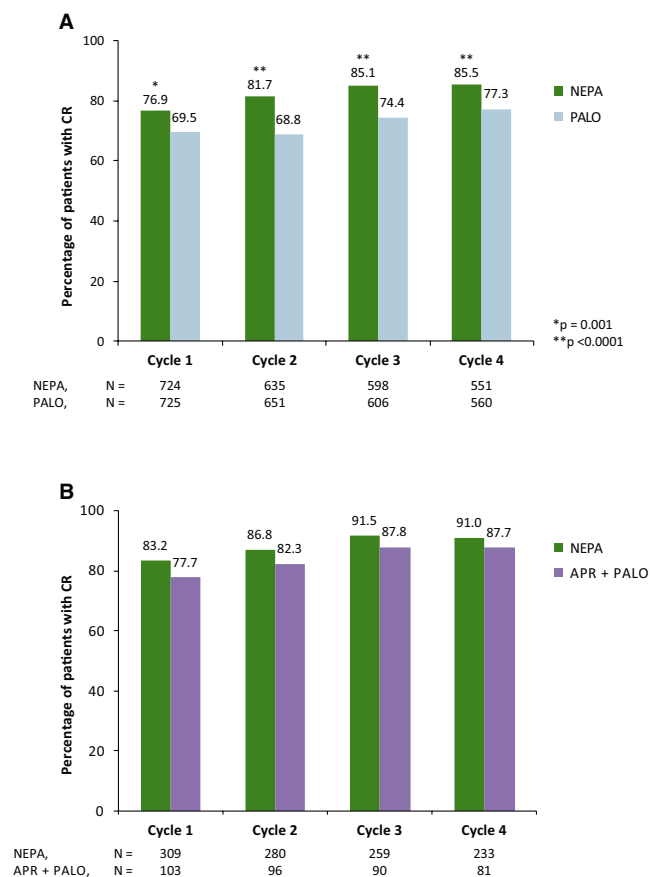 A
100
80
60
40
20
0
Percentage of patients with CR
* ** ** **
76.9 69.5 81.7 68.8 85.1 74.4 85.5 77.3
NEPA
PALO
*p = 0.001
**p <0.0001
Cycle 1 Cycle 2 Cycle 3 Cycle 4
NEPA, N = 724 635 598 551
PALO, N = 725 651 606 560
B
100
80
60
40
20
0
Percentage of patients with CR
83.2 77.7 86.8 82.3 91.5 87.8 91.0 87.7
NEPA
APR + PALO
Cycle 1 Cycle 2 Cycle 3 Cycle 4
NEPA, N = 309 280 259 233
APR + PALO, N = 103 96 90 81